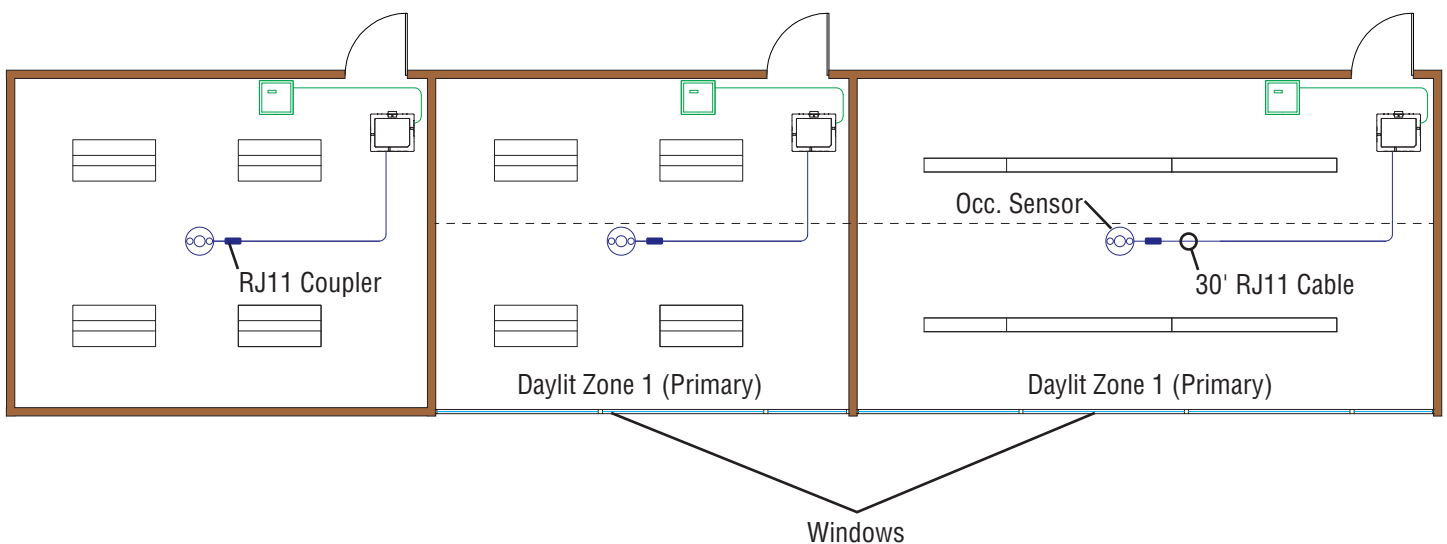 Occ. Sensor
RJ11 Coupler
30' RJ11 Cable
Daylit Zone 1 (Primary)
Daylit Zone 1 (Primary)
Windows